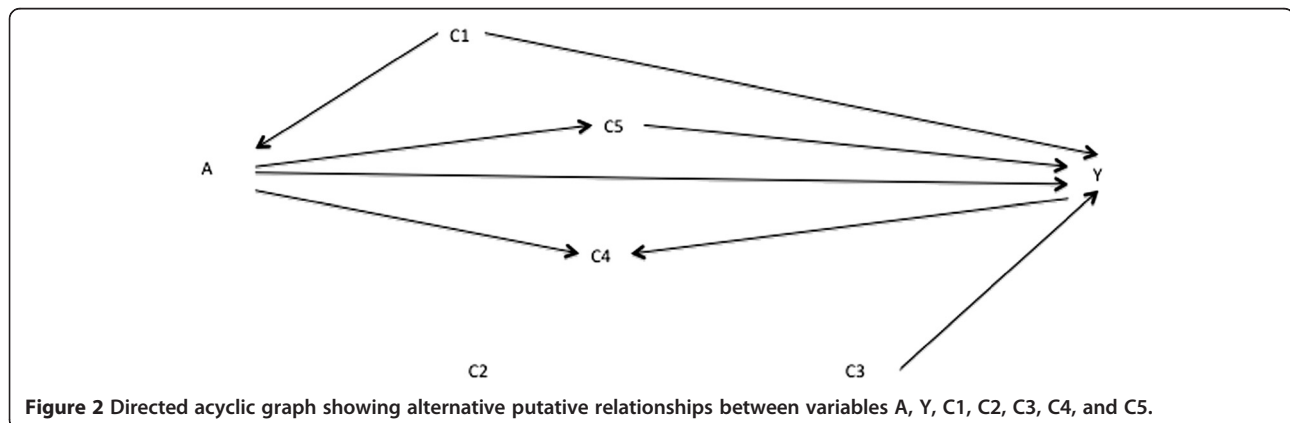 C1
C5
A
Y
C4
C2 C3
Figure 2 Directed acyclic graph showing alternative putative relationships between variables A, Y, C1, C2, C3, C4, and C5.